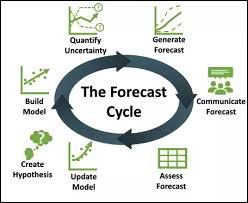 Quantify
Uncertainty
Generate
Forecast
Build
Model
The Forecast
Cycle
Communicate
Forecast
Create
Hypothesis
Update
Model
Assess
Forecast